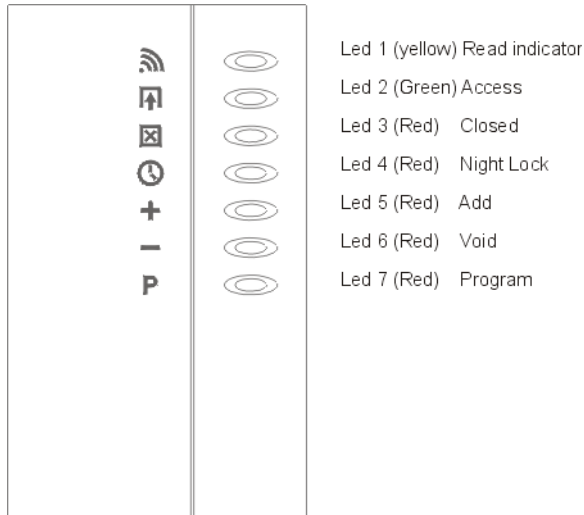 Led 1 (yellow) Read indicator
Led 2 (Green) Access
Led 3 (Red) Closed
Led 4 (Red) Night Lock
+ Led 5 (Red) Add
− Led 6 (Red) Void
P Led 7 (Red) Program